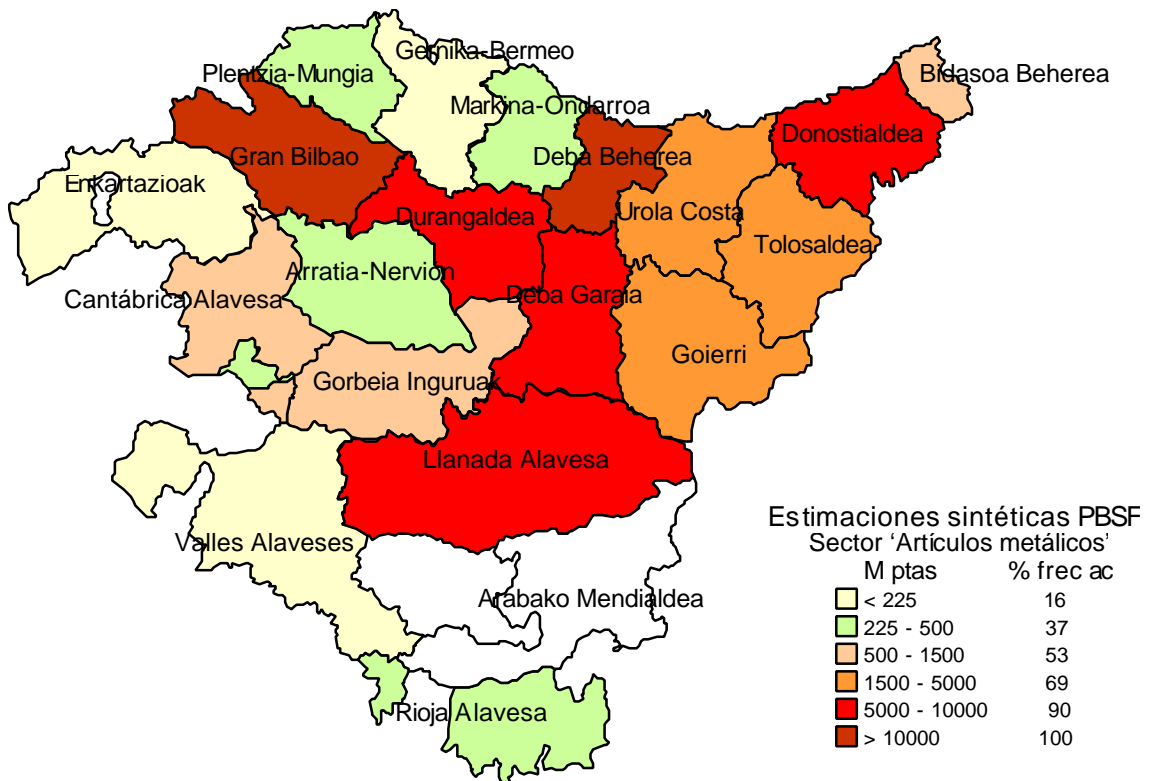 Gernika-Bermeo
Plentzia-Mungia
Bidasoa Beherea
Markina-Ondarroa
Donostialdea
Gran Bilbao
Deba Beherea
Enkartazioak
Durangaldea
Urola Costa
Tolosaldea
Arratia-Nervion
Cantábrica Alavesa
Deba Garaia
Goierri
Gorbeia Inguruak
Llanada Alavesa
Valles Alaveses
Arabako Mendialdea
Rioja Alavesa
Estimaciones sintéticas PBSF
Sector ‘Artículos metálicos’
M ptas % frec ac
< 225 16
225 - 500 37
500 - 1500 53
1500 - 5000 69
5000 - 10000 90
> 10000 100